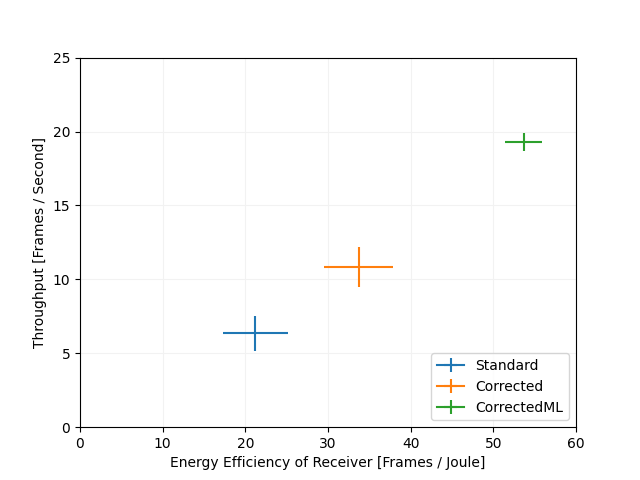 25
20
15
10
5
0
Throughput [Frames / Second]
0 10 20 30 40 50 60
Energy Efficiency of Receiver [Frames / Joule]
Standard
Corrected
CorrectedML